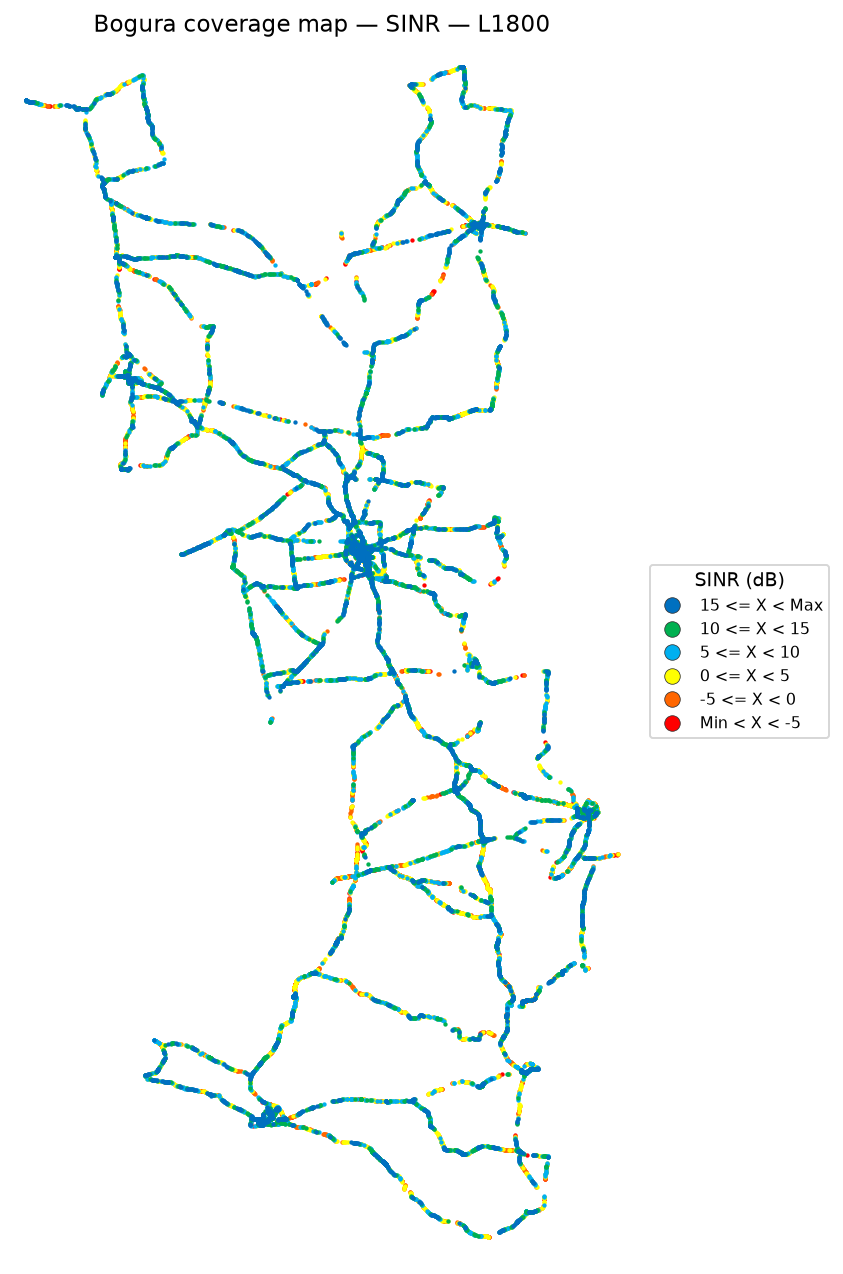 Bogura coverage map — SINR — L1800
SINR (dB)
15 <= X < Max
10 <= X < 15
5 <= X < 10
0 <= X < 5
-5 <= X < 0
Min < X < -5